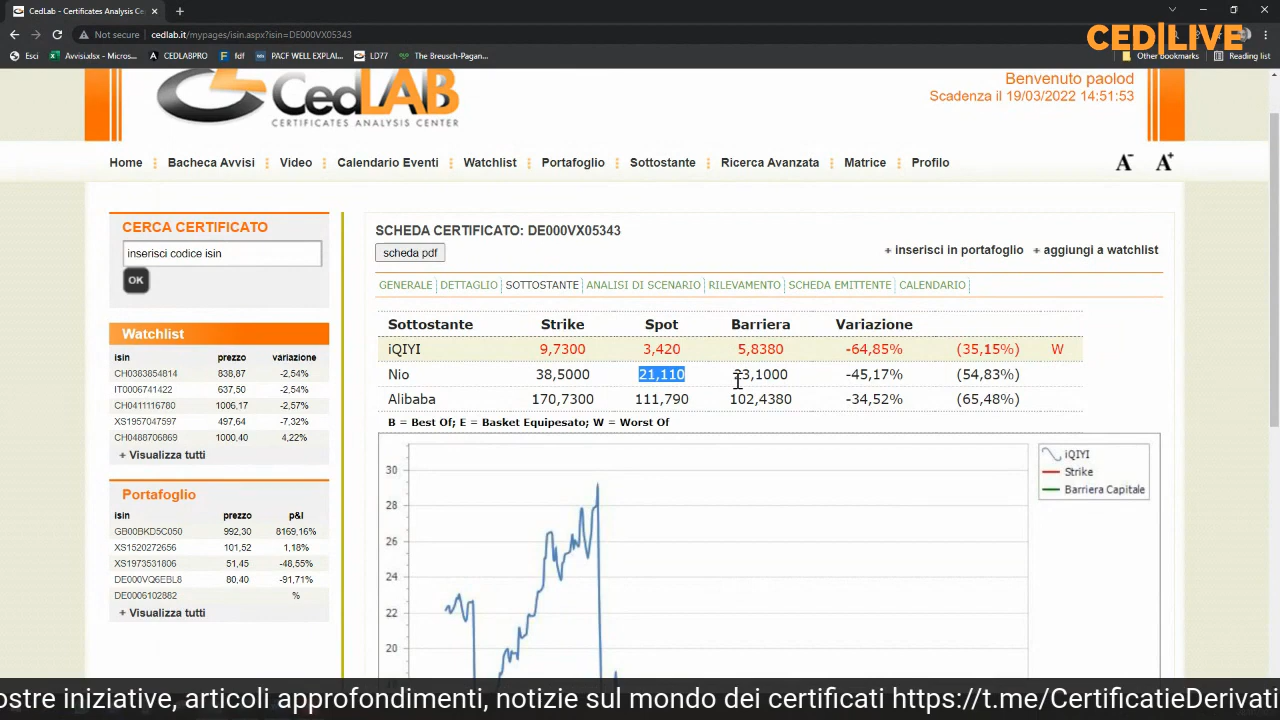 CedLab - Certificates Analysis Ce
Not secure cedlab.it/mypages/isin.aspx?isin=DE000VX05343
CED|LIVE
Esci
Avvisi.xlsx - Micros...
CEDLABPRO
fdf
PACF WELL EXPLAI...
LD77
The Breusch-Pagan...
Other bookmarks
Reading list
CedLAB
CERTIFICATES ANALYSIS CENTER
Benvenuto paolod
Scadenza il 19/03/2022 14:51:53
Home Bacheca Avvisi Video Calendario Eventi Watchlist Portafoglio Sottostante Ricerca Avanzata Matrice Profilo
A- A+
CERCA CERTIFICATO
inserisci codice isin
OK
Watchlist
isin prezzo variazione
CH0383854814 838,87 -2.54%
IT0006741422 637,50 -2.54%
CH0411116780 1006,17 -2,57%
XS1957047597 497,64 -7,32%
CH0488706869 1000.40 4,22%
+ Visualizza tutti
Portafoglio
isin prezzo p&l
GB00BKD5C050 992,30 8169,16%
XS1520272656 101,52 1,18%
XS1973531806 51.45 -48,55%
DE000VQ6EBL8 80,40 -91,71%
DE0006102882 %
+ Visualizza tutti
SCHEDA CERTIFICATO: DE000VX05343
scheda pdf
+ inserisci in portafoglio + aggiungi a watchlist
GENERALE DETTAGLIO SOTTOSTANTE ANALISI DI SCENARIO RILEVAMENTO SCHEDA EMITTENTE CALENDARIO
Sottostante Strike Spot Barriera Variazione
iQIYI 9,7300 3,420 5,8380 -64,85% (35,15%) W
Nio 38,5000 21,110 23,1000 -45,17% (54,83%)
Alibaba 170,7300 111,790 102,4380 -34,52% (65,48%)
B = Best Of; E = Basket Equipesato; W = Worst Of
30
28
26
24
22
20
iQIYI
Strike
Barriera Capitale
ostre iniziative, articoli approfondimenti, notizie sul mondo dei certificati https://t.me/CertificatieDerivati